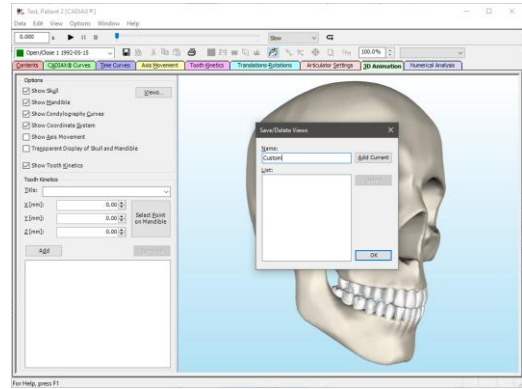 Test, Patient 2 [CADIAX®]
Data Edit View Options Window Help
0.000 s Slow
Open/Close 1 1992-05-15 100.0%
Contents CADIAX® Curves Time Curves Axis Movement Tooth Kinetics Translations-Rotations Articulator Settings 3D Animation Numerical Analysis
Options
Show Skull Views...
Show Mandible
Show Condylography Curves
Show Coordinate System
Show Axis Movement
Transparent Display of Skull and Mandible
Show Tooth Kinetics
Tooth Kinetics
Title:
X [mm]: 0.00
Y [mm]: 0.00 Select Point on Mandible
Z [mm]: 0.00
Add
Save/Delete Views
Name:
Custom Add Current
List:
OK
For Help, press F1